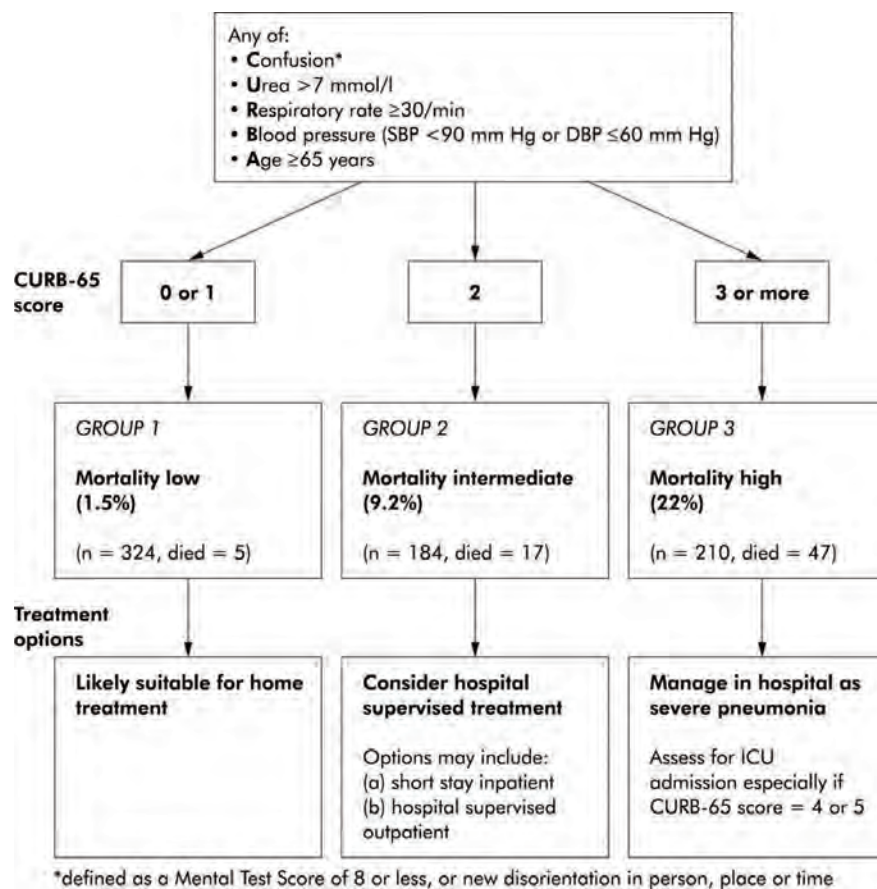 Any of:
• Confusion*
• Urea >7 mmol/l
• Respiratory rate ≥30/min
• Blood pressure (SBP <90 mm Hg or DBP ≤60 mm Hg)
• Age ≥65 years
CURB-65
score
0 or 1
2
3 or more
GROUP 1
Mortality low
(1.5%)
(n = 324, died = 5)
GROUP 2
Mortality intermediate
(9.2%)
(n = 184, died = 17)
GROUP 3
Mortality high
(22%)
(n = 210, died = 47)
Treatment
options
Likely suitable for home
treatment
Consider hospital
supervised treatment
Options may include:
(a) short stay inpatient
(b) hospital supervised
outpatient
Manage in hospital as
severe pneumonia
Assess for ICU
admission especially if
CURB-65 score = 4 or 5
*defined as a Mental Test Score of 8 or less, or new disorientation in person, place or time